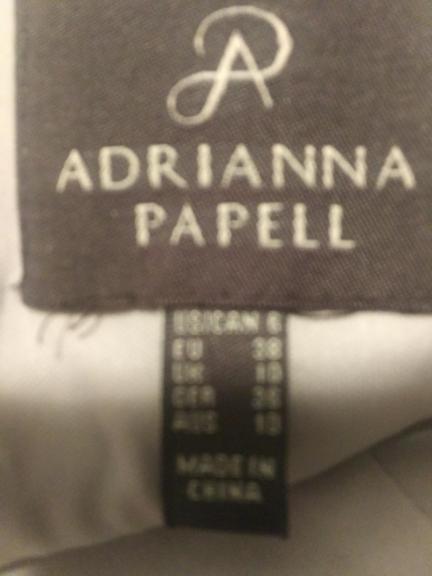 ADRIANNA
PAPELL
US/CAN 6
EU 38
UK 10
GER 36
AUS 10
MADE IN
CHINA